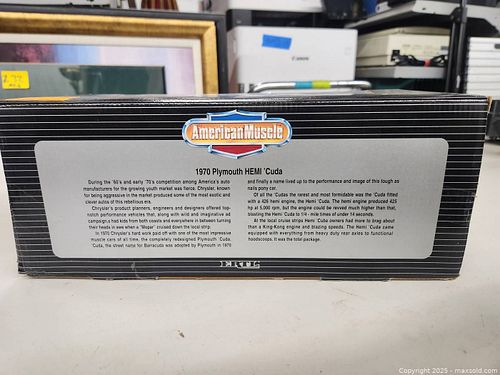 Canon
AmericanMuscle
1970 Plymouth HEMI 'Cuda
During the '60's and early '70's competition among America's auto
manufacturers for the growing youth market was fierce. Chrysler, known
for being aggressive in the market produced some of the most exotic and
clever autos of this rebellious era.
Chrysler's product planners, engineers and designers offered top-
notch performance vehicles that, along with wild and imaginative ad
campaigns had kids from both coasts and everywhere in between turning
their heads in awe when a "Mopar" cruised down the local strip.
In 1970 Chrysler's hard work paid off with one of the most impressive
muscle cars of all time, the completely redesigned Plymouth 'Cuda.
'Cuda, the street name for Barracuda was adopted by Plymouth in 1970
and finally a name lived up to the performance and image of this tough as
nails pony car.
Of all the 'Cudas the rarest and most formidable was the 'Cuda fitted
with a 426 hemi engine, the Hemi 'Cuda. The hemi engine produced 425
hp at 5,000 rpm, but the engine could be revved much higher than that,
blasting the Hemi 'Cuda to 1/4 - mile times of under 14 seconds.
At the local cruise strips Hemi 'Cuda owners had more to brag about
than a King-Kong engine and blazing speeds. The Hemi 'Cuda came
equipped with everything from heavy duty rear axles to functional
hoodscoops. It was the total package.
ERTL
Copyright 2025 - maxsold.com